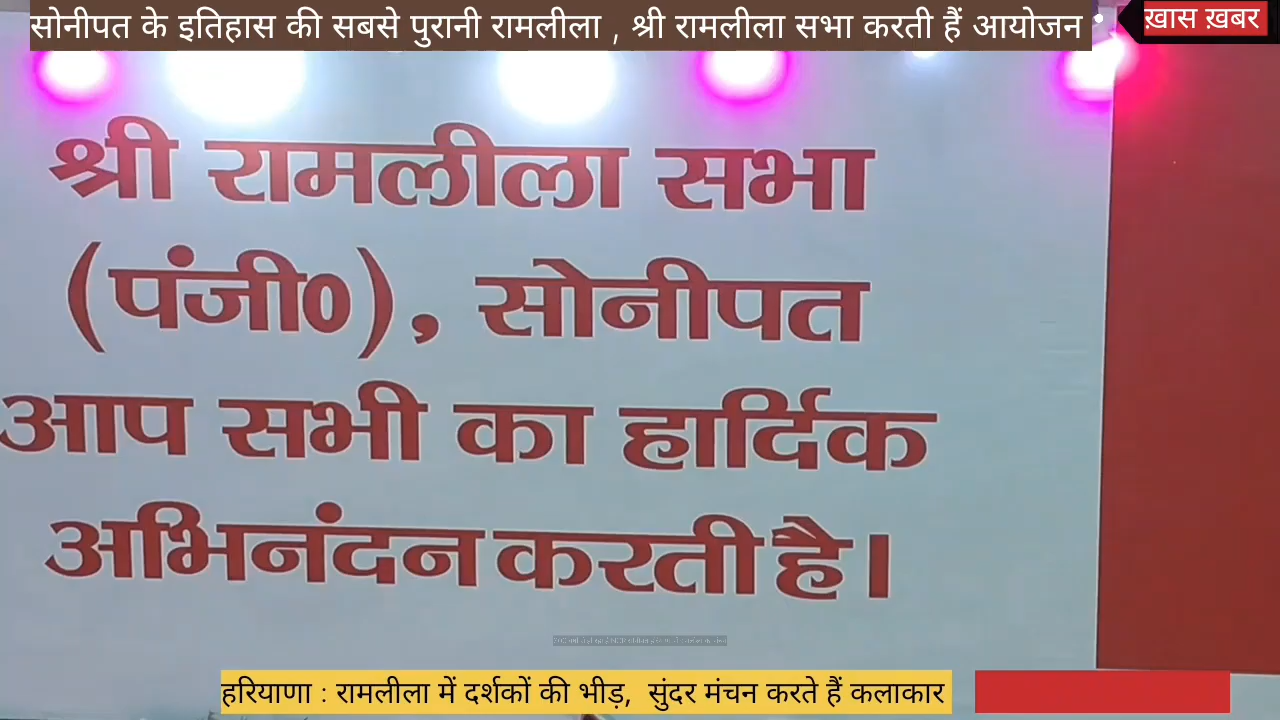 सोनीपत के इतिहास की सबसे पुरानी रामलीला , श्री रामलीला सभा करती हैं आयोजन
ख़ास ख़बर
श्री रामलीला सभा
(पंजी0), सोनीपत
आप सभी का हार्दिक
अभिनंदन करती है।
हरियाणा : रामलीला में दर्शकों की भीड़, सुंदर मंचन करते हैं कलाकार